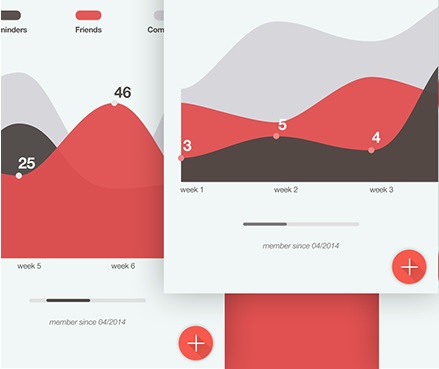 Friends
46
25
week 5
week 6
member since 04/2014
3
5
4
week 1
week 2
week 3
member since 04/2014